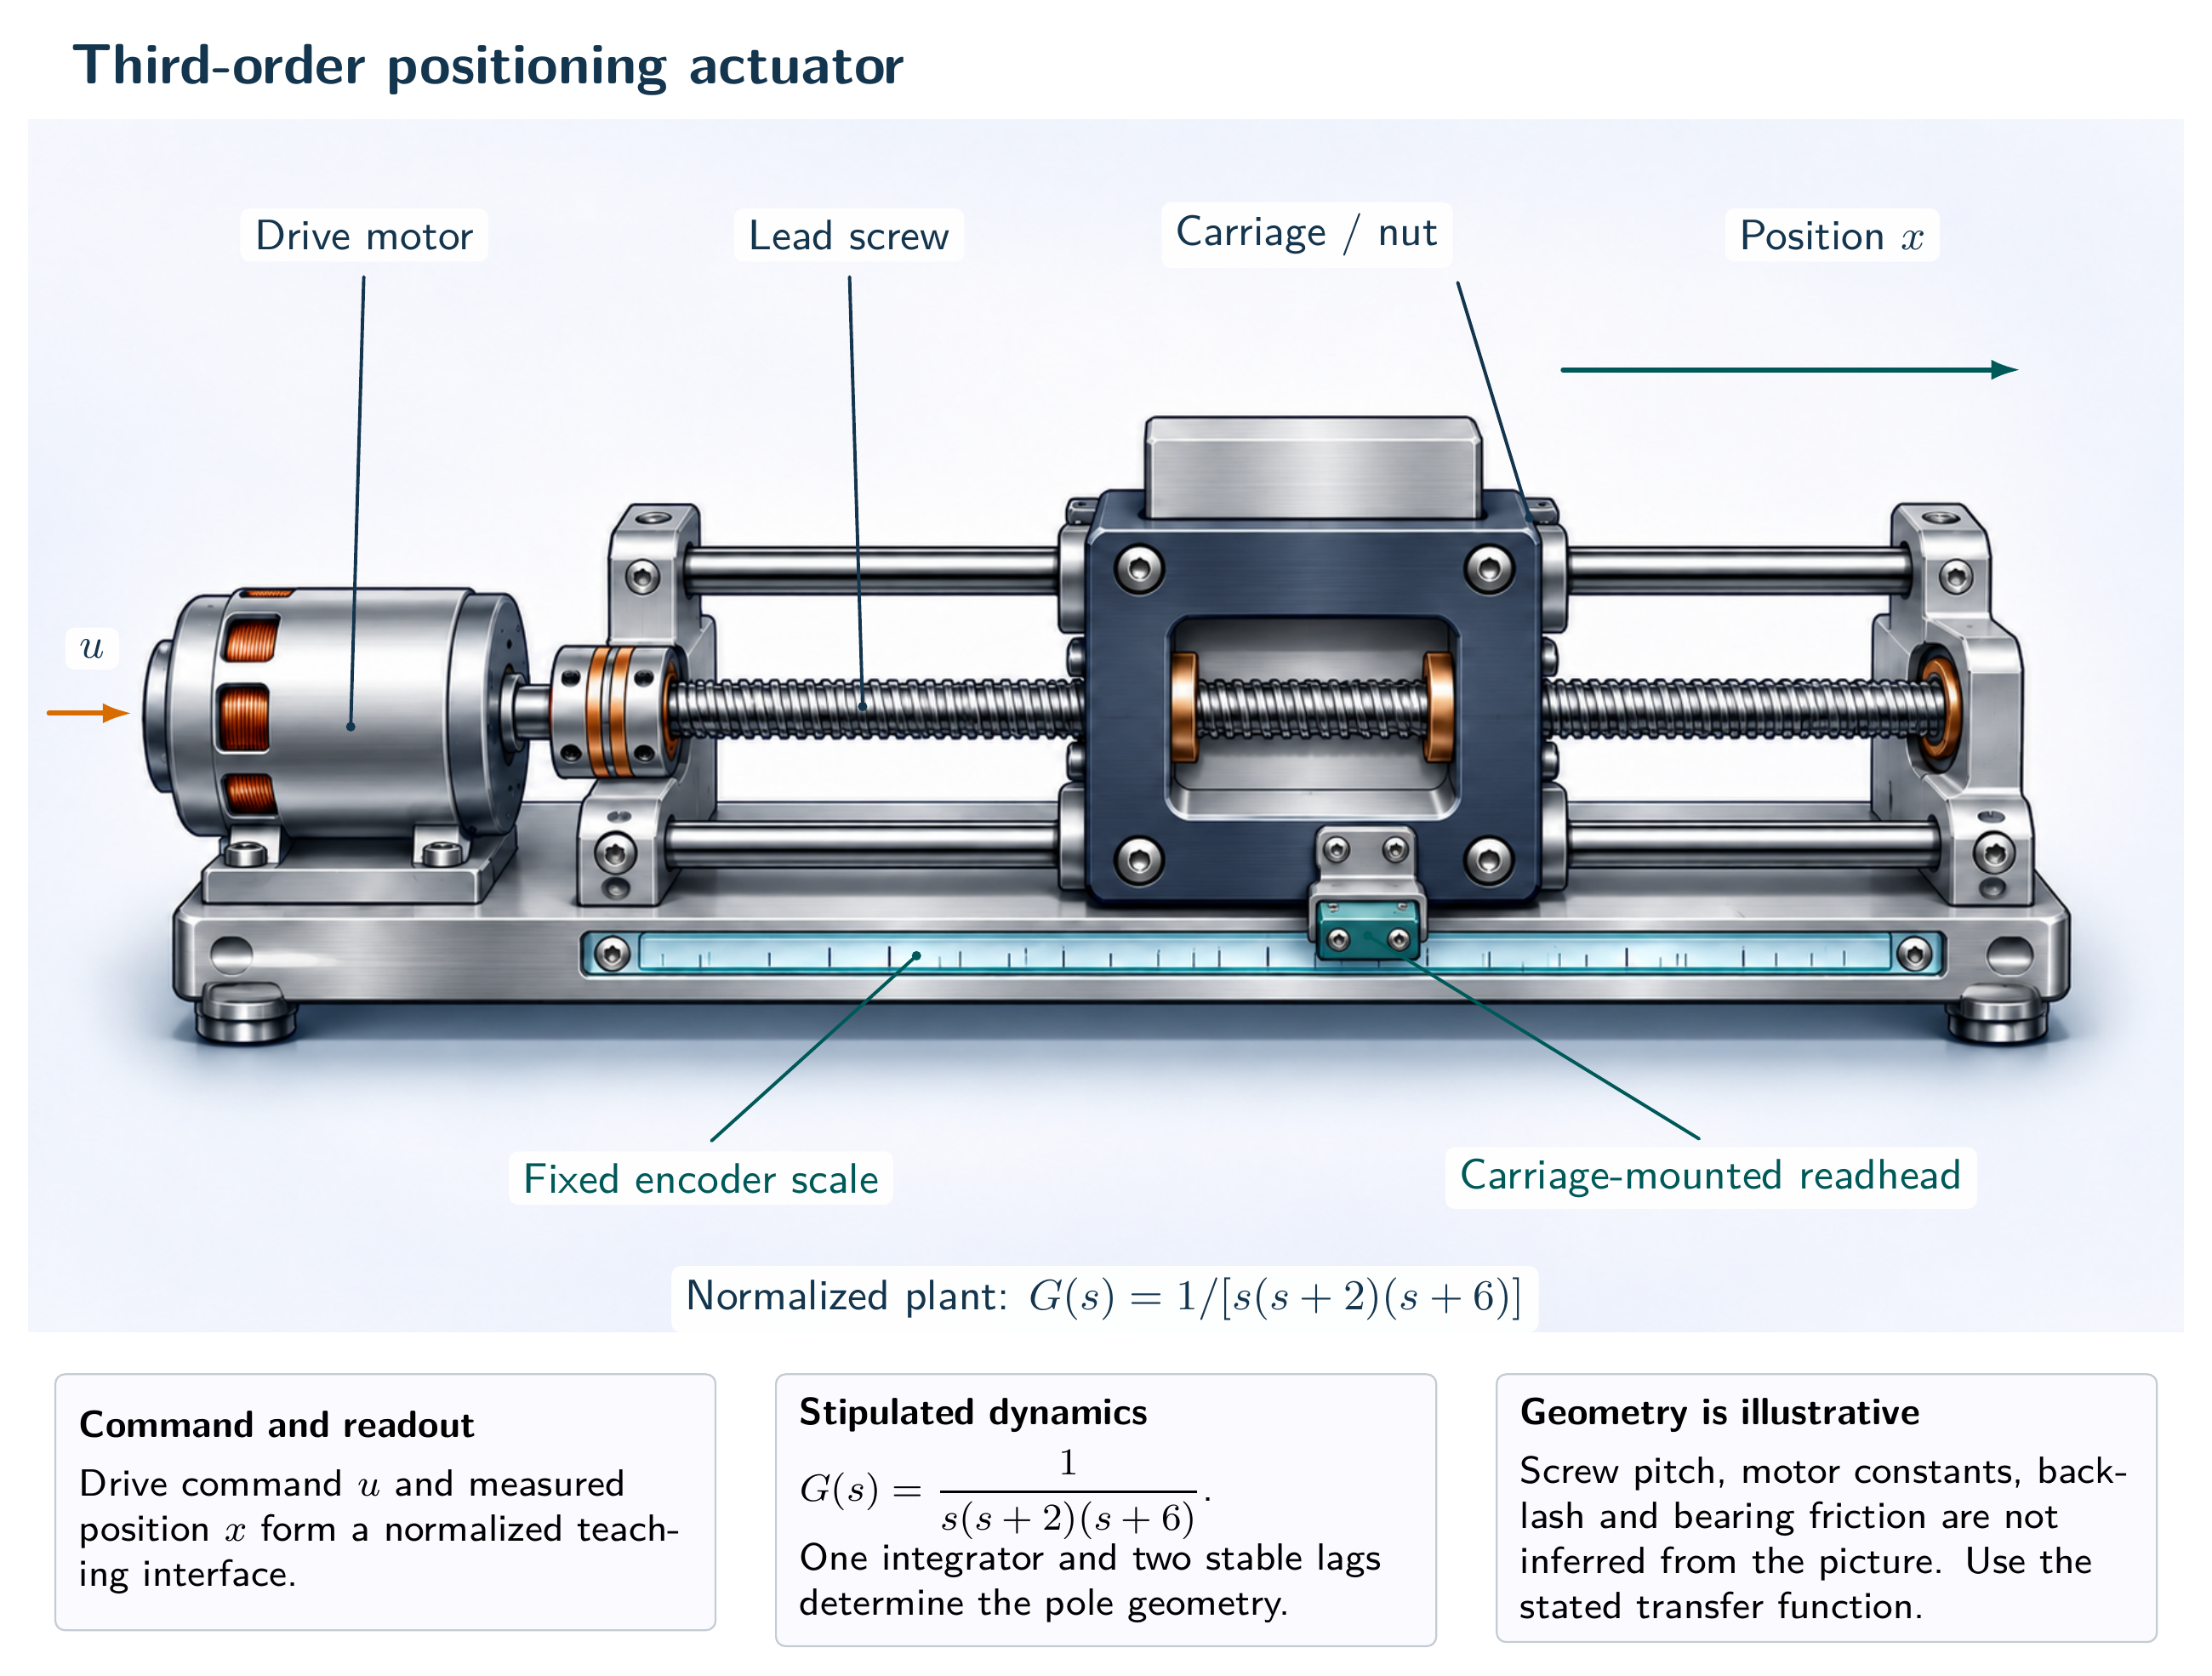 Third-order positioning actuator
Drive motor
Lead screw
Carriage / nut
Position x
u
Fixed encoder scale
Carriage-mounted readhead
Normalized plant: G(s) = 1/[s(s + 2)(s + 6)]
Command and readout
Drive command u and measured
position x form a normalized teach-
ing interface.
Stipulated dynamics
G(s) = 1 / s(s + 2)(s + 6).
One integrator and two stable lags
determine the pole geometry.
Geometry is illustrative
Screw pitch, motor constants, back-
lash and bearing friction are not
inferred from the picture. Use the
stated transfer function.